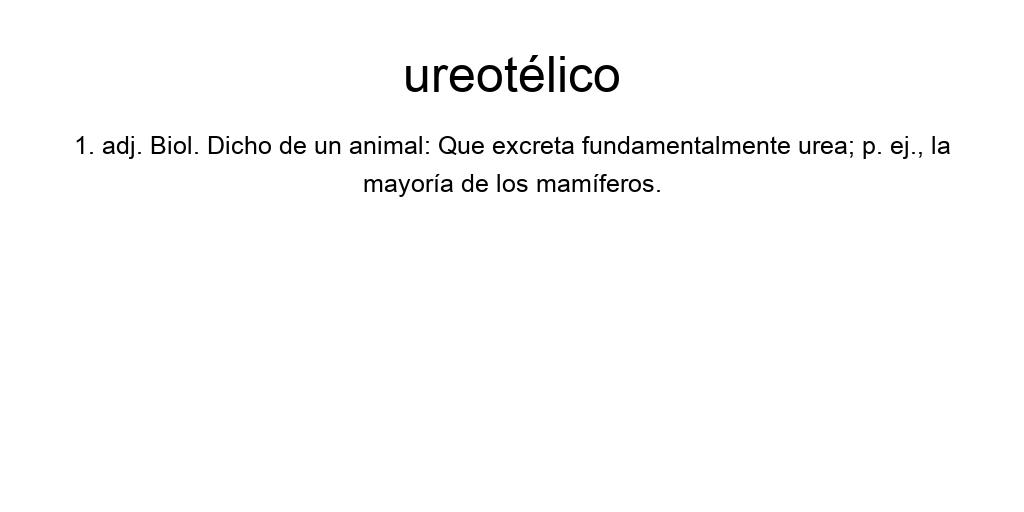 ureotélico
1. adj. Biol. Dicho de un animal: Que excreta fundamentalmente urea; p. ej., la
mayoría de los mamíferos.